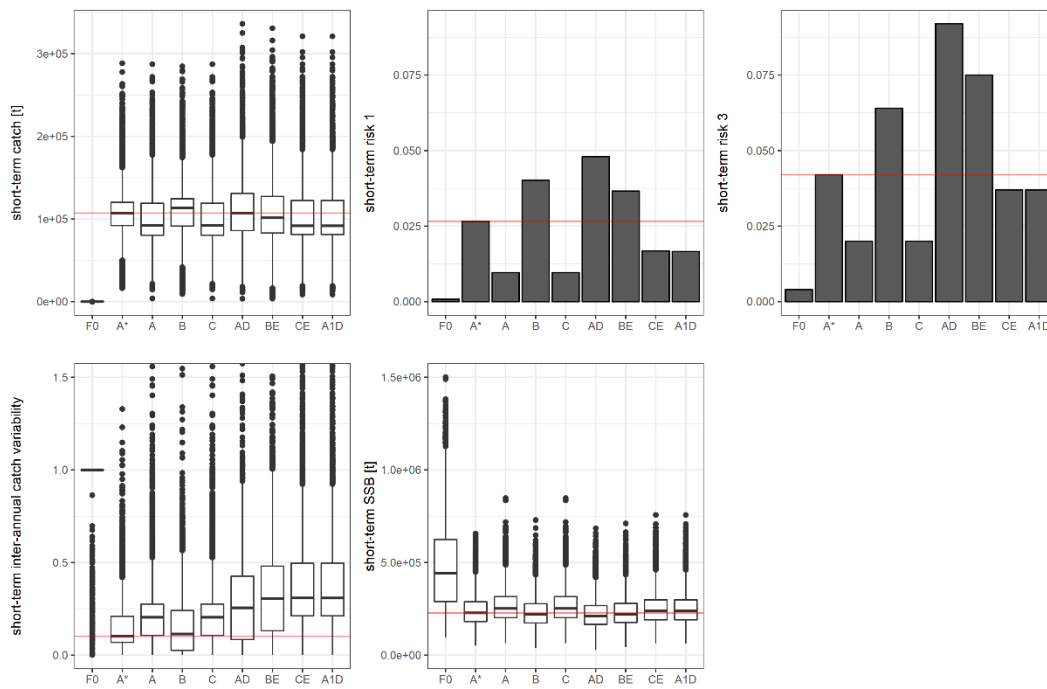 short-term catch [t]
3e+05
2e+05
1e+05
0e+00
F0 A* A B C AD BE CE A1D
short-term risk 1
0.075
0.050
0.025
0.000
F0 A* A B C AD BE CE A1D
short-term risk 3
0.075
0.050
0.025
0.000
F0 A* A B C AD BE CE A1D
short-term inter-annual catch variability
1.5
1.0
0.5
0.0
F0 A* A B C AD BE CE A1D
short-term SSB [t]
1.5e+06
1.0e+06
5.0e+05
0.0e+00
F0 A* A B C AD BE CE A1D